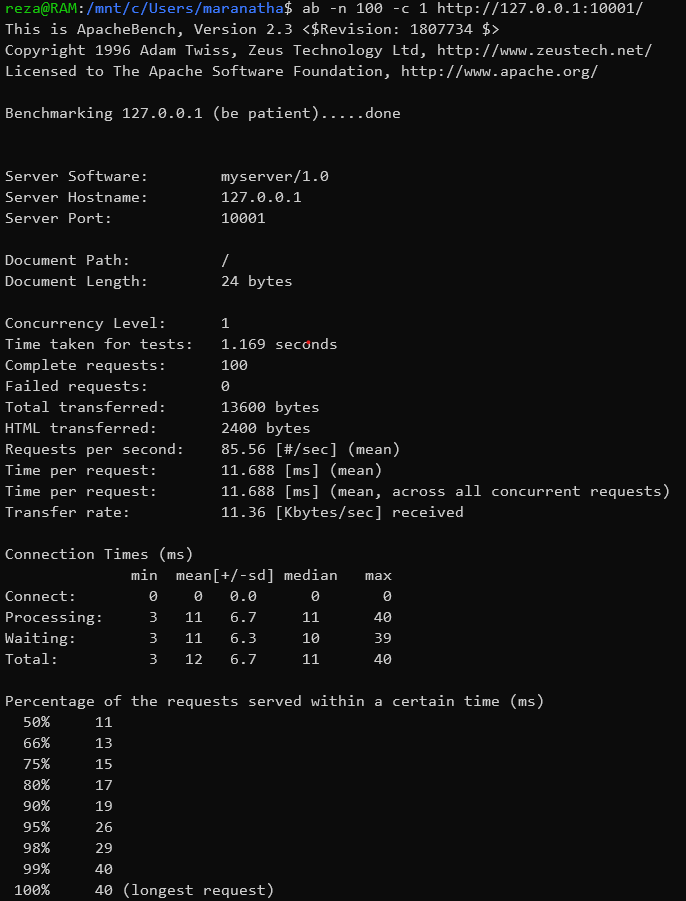 reza@RAM:/mnt/c/Users/maranatha$ ab -n 100 -c 1 http://127.0.0.1:10001/
This is ApacheBench, Version 2.3 <$Revision: 1807734 $>
Copyright 1996 Adam Twiss, Zeus Technology Ltd, http://www.zeustech.net/
Licensed to The Apache Software Foundation, http://www.apache.org/

Benchmarking 127.0.0.1 (be patient).....done


Server Software:        myserver/1.0
Server Hostname:        127.0.0.1
Server Port:            10001

Document Path:          /
Document Length:        24 bytes

Concurrency Level:      1
Time taken for tests:   1.169 seconds
Complete requests:      100
Failed requests:        0
Total transferred:      13600 bytes
HTML transferred:       2400 bytes
Requests per second:    85.56 [#/sec] (mean)
Time per request:       11.688 [ms] (mean)
Time per request:       11.688 [ms] (mean, across all concurrent requests)
Transfer rate:          11.36 [Kbytes/sec] received

Connection Times (ms)
              min  mean[+/-sd] median   max
Connect:        0    0   0.0      0       0
Processing:     3   11   6.7     11      40
Waiting:        3   11   6.3     10      39
Total:          3   12   6.7     11      40

Percentage of the requests served within a certain time (ms)
  50%     11
  66%     13
  75%     15
  80%     17
  90%     19
  95%     26
  98%     29
  99%     40
 100%     40 (longest request)